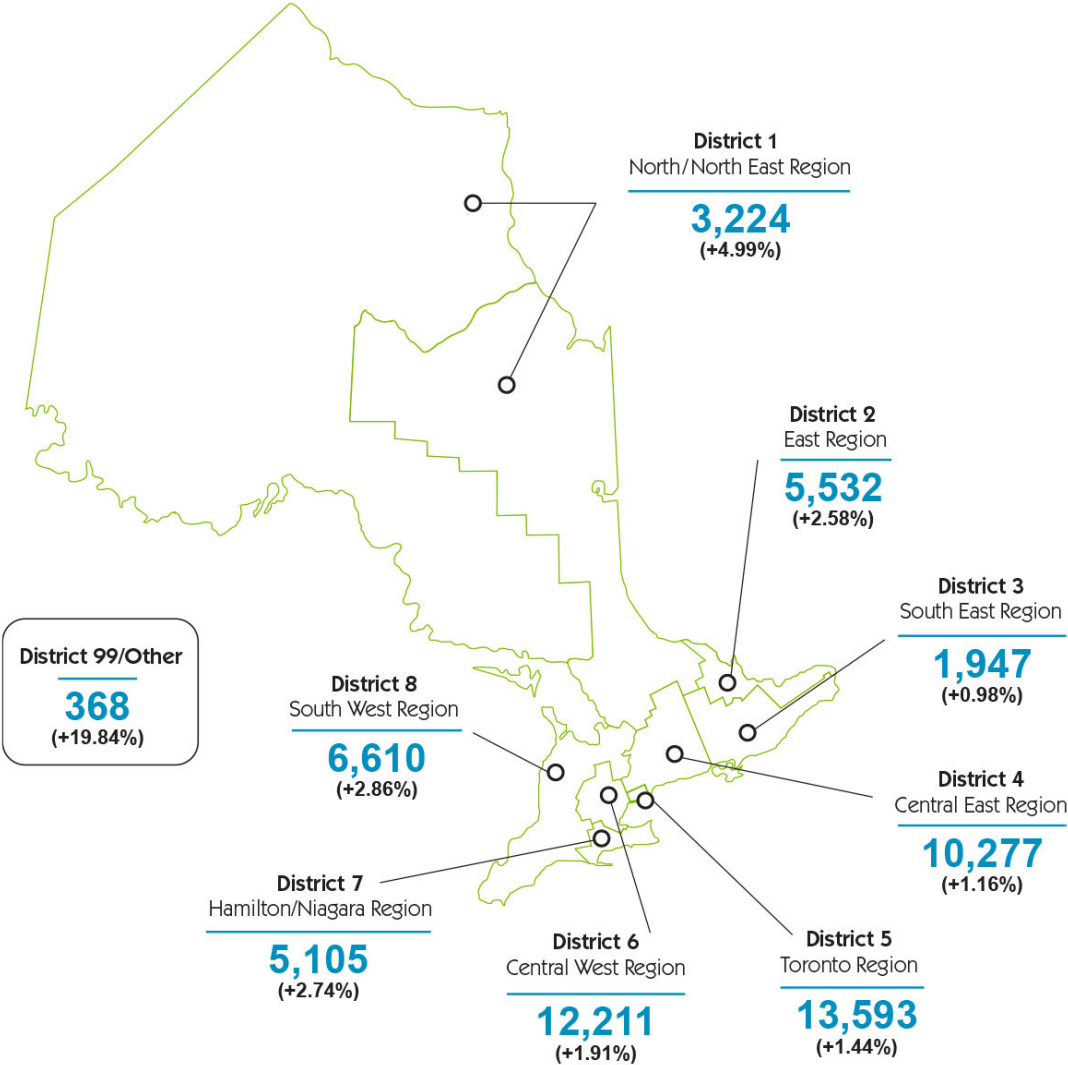 District 1
North/North East Region
3,224
(+4.99%)
District 2
East Region
5,532
(+2.58%)
District 3
South East Region
1,947
(+0.98%)
District 99/Other
368
(+19.84%)
District 8
South West Region
6,610
(+2.86%)
District 4
Central East Region
10,277
(+1.16%)
District 7
Hamilton/Niagara Region
5,105
(+2.74%)
District 6
Central West Region
12,211
(+1.91%)
District 5
Toronto Region
13,593
(+1.44%)